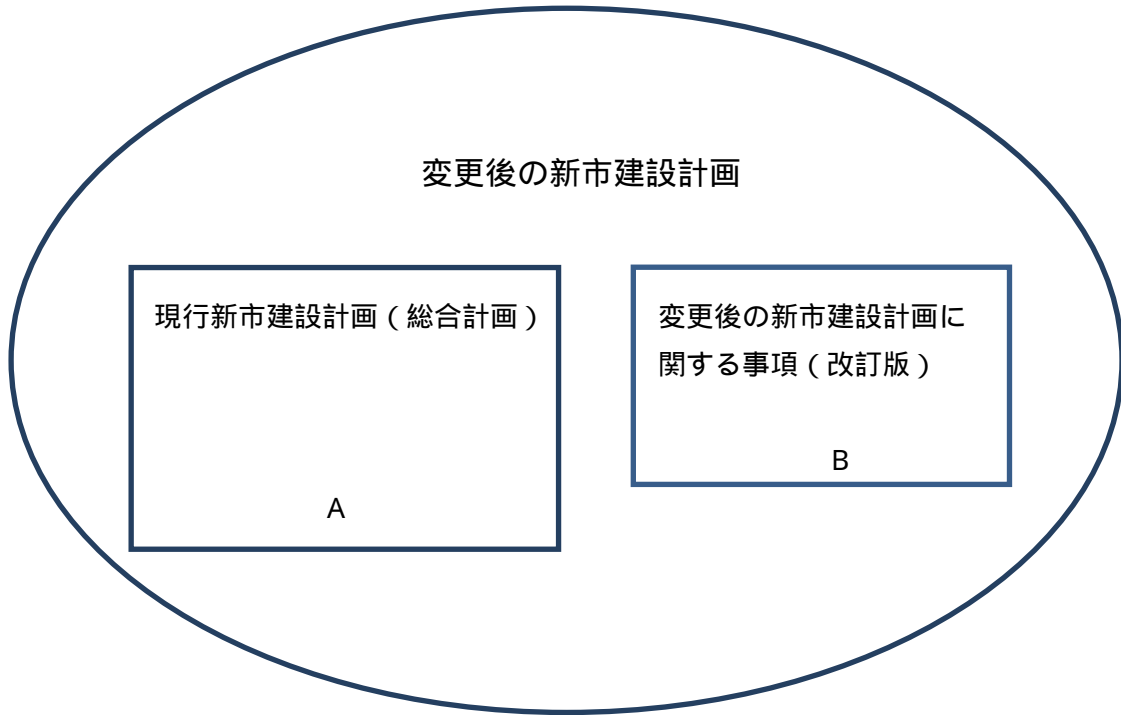 変更後の新市建設計画
現行新市建設計画(総合計画)
A
変更後の新市建設計画に
関する事項(改訂版)
B